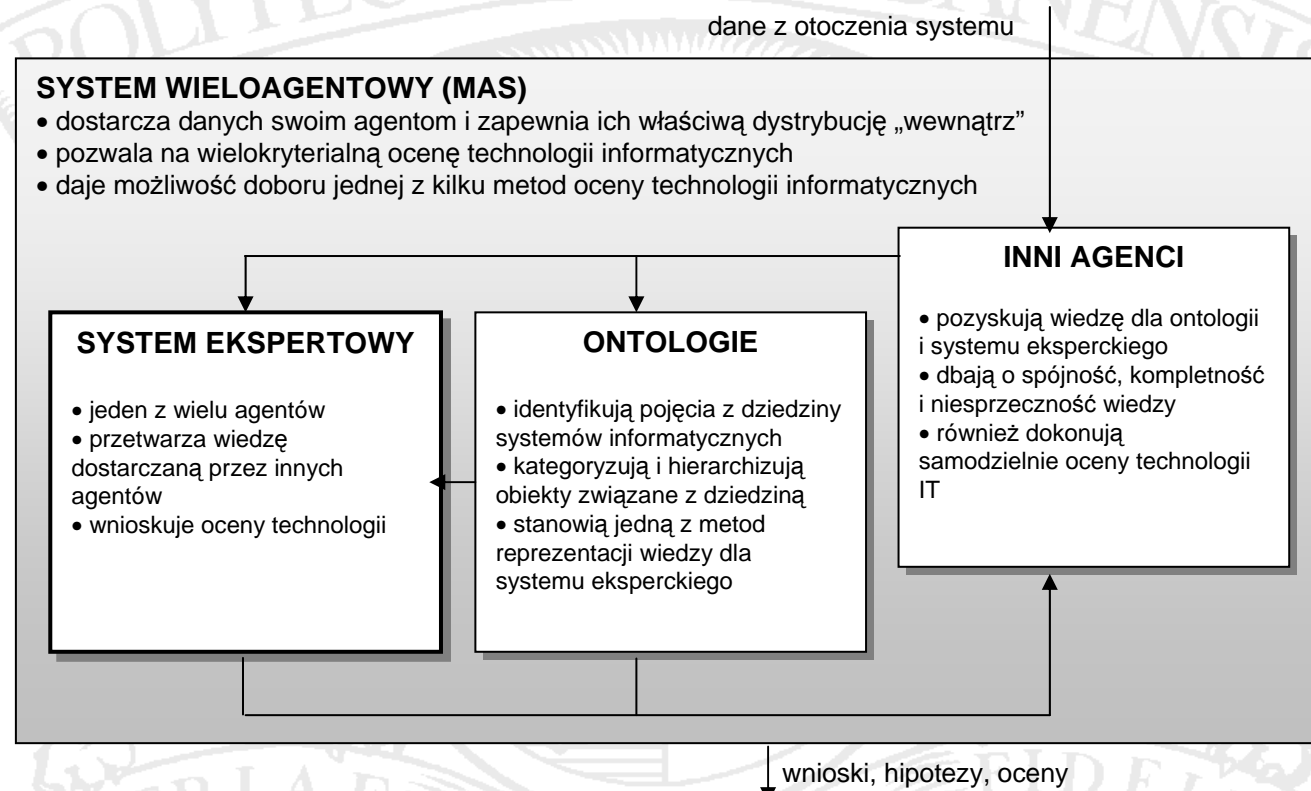 dane z otoczenia systemu
SYSTEM WIELOAGENTOWY (MAS)
• dostarcza danych swoim agentom i zapewnia ich właściwą dystrybucję „wewnątrz”
• pozwala na wielokryterialną ocenę technologii informatycznych
• daje możliwość doboru jednej z kilku metod oceny technologii informatycznych
SYSTEM EKSPERTOWY
• jeden z wielu agentów
• przetwarza wiedzę
dostarczaną przez innych
agentów
• wnioskuje oceny technologii
ONTOLOGIE
• identyfikują pojęcia z dziedziny
systemów informatycznych
• kategoryzują i hierarchizują
obiekty związane z dziedziną
• stanowią jedną z metod
reprezentacji wiedzy dla
systemu eksperckiego
INNI AGENCI
• pozyskują wiedzę dla ontologii
i systemu eksperckiego
• dbają o spójność, kompletność
i niesprzeczność wiedzy
• również dokonują
samodzielnie oceny technologii
IT
wnioski, hipotezy, oceny